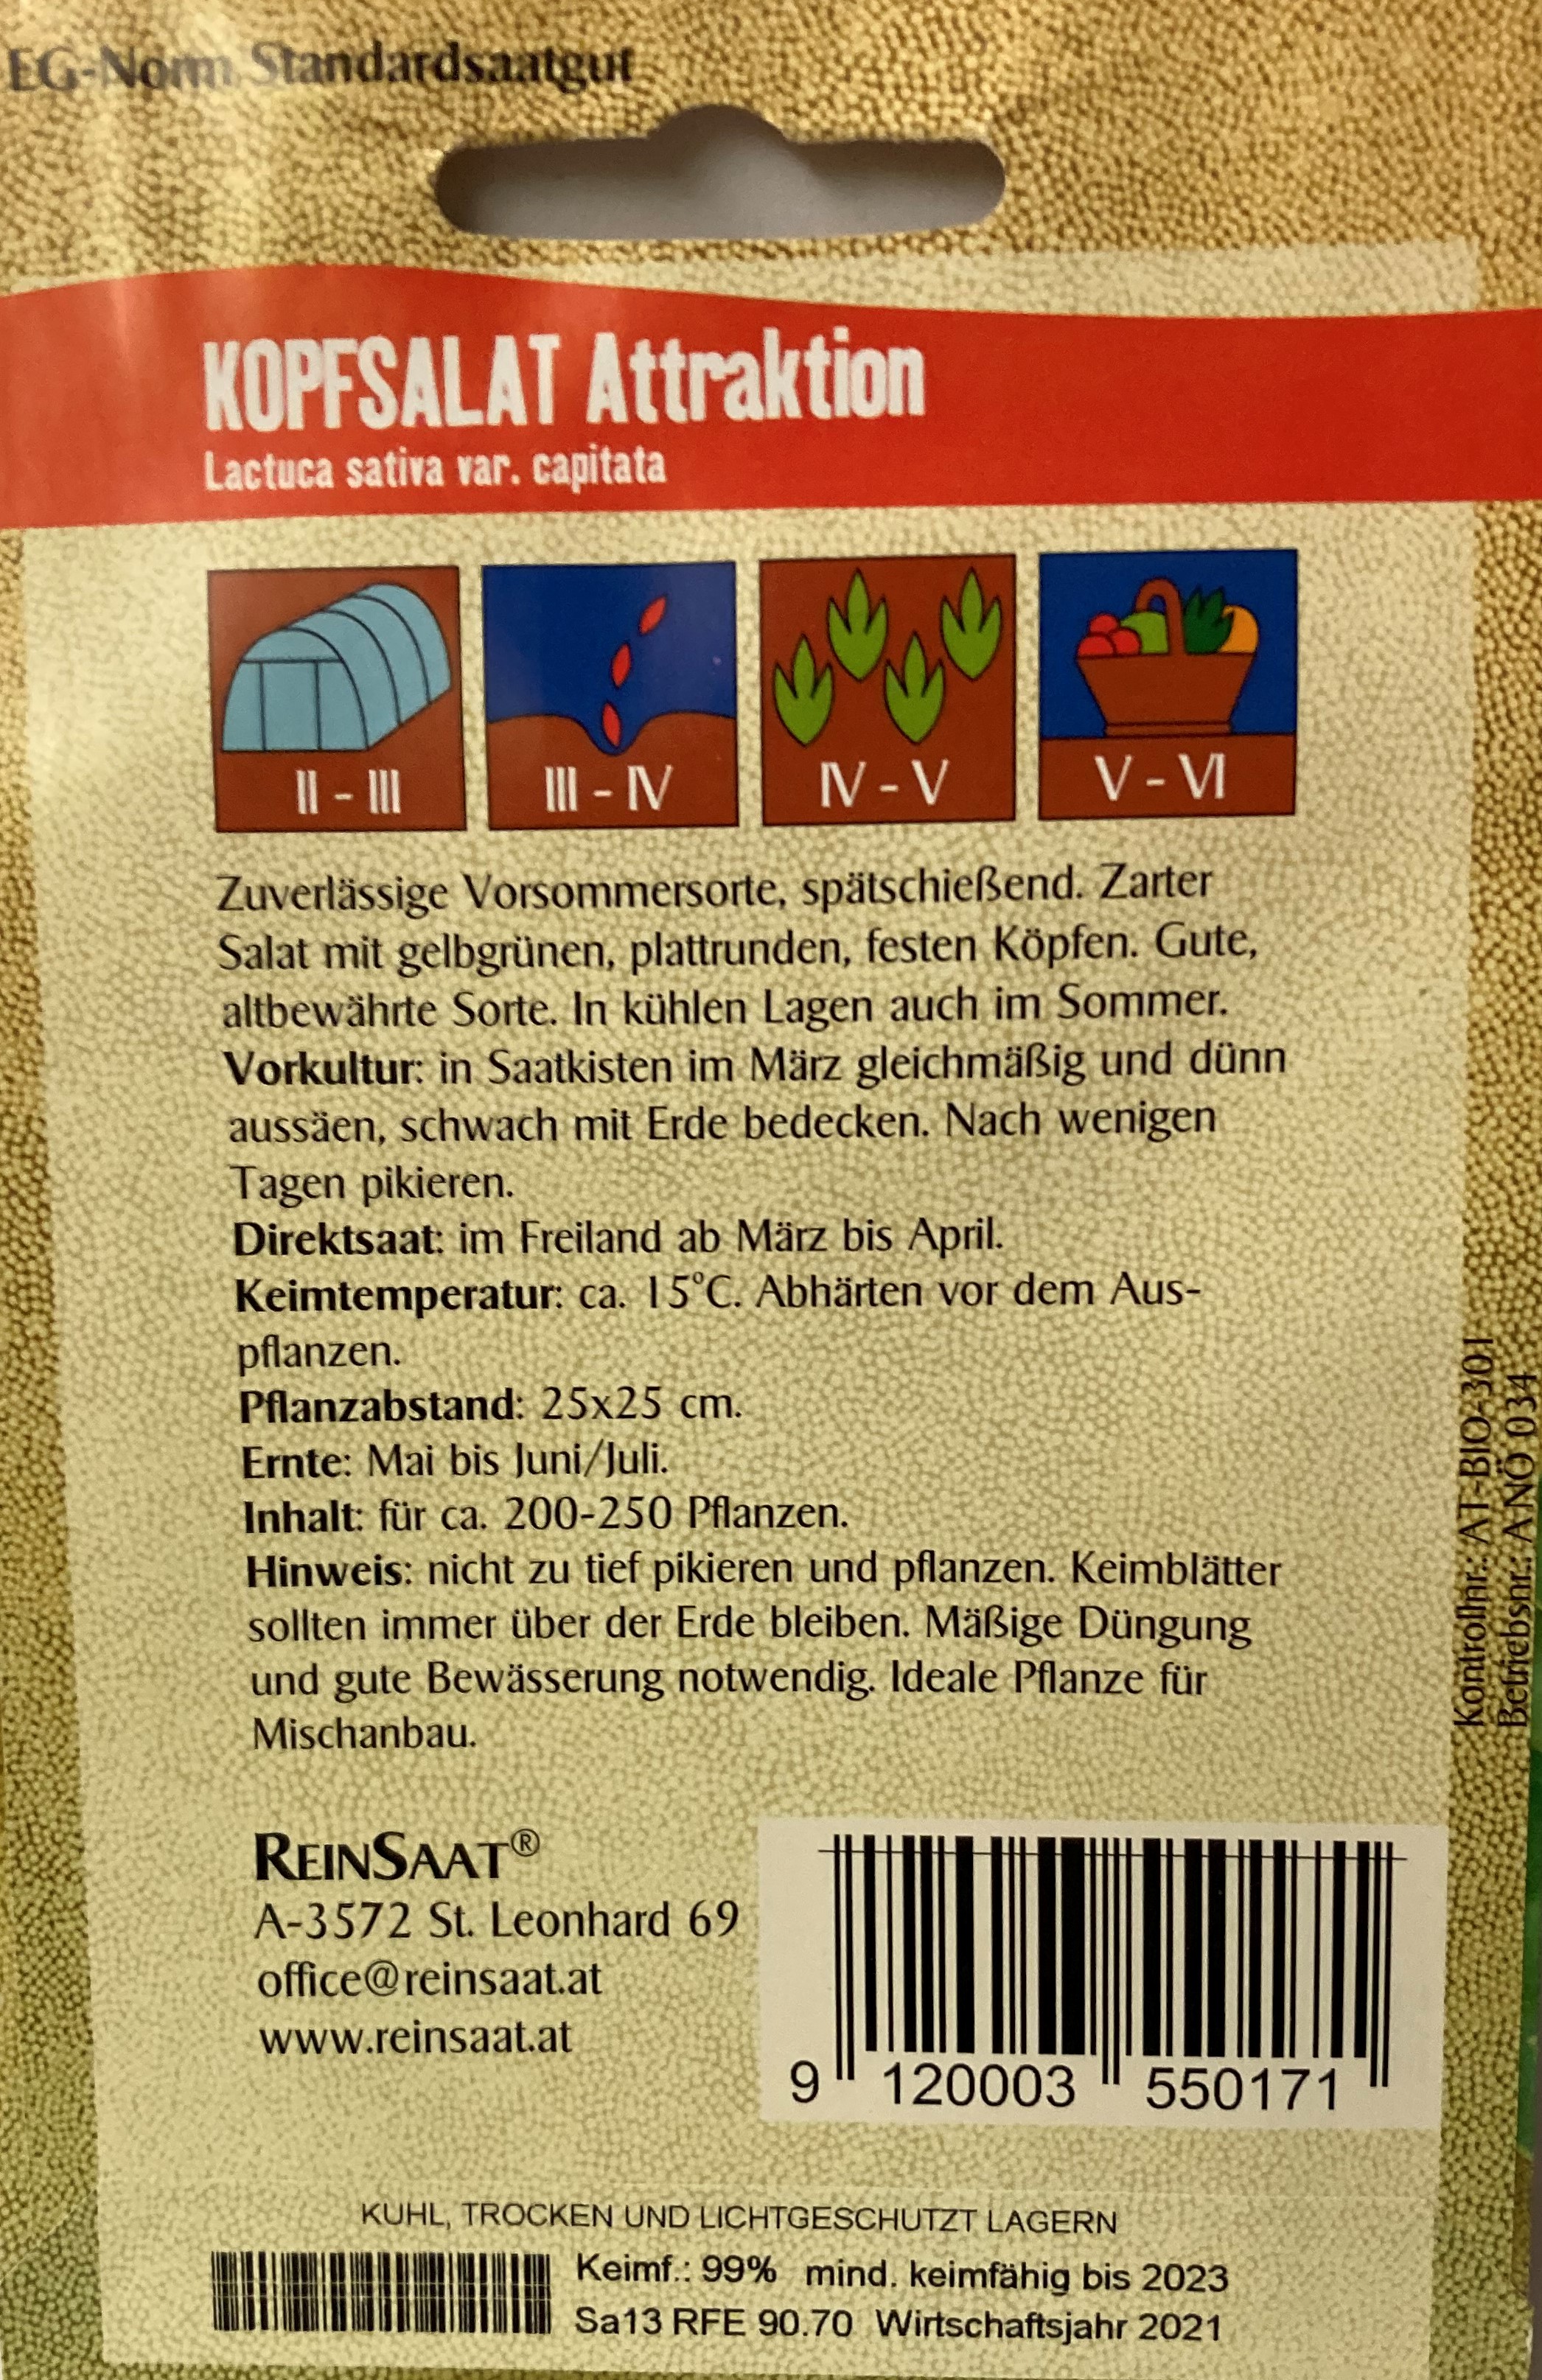 EG-Norm Standardsaatgut
KOPFSALAT Attraktion
Lactuca sativa var. capitata
II - III
III - IV
IV - V
V - VI
Zuverlässige Vorsommersorte, spätschießend. Zarter
Salat mit gelbgrünen, plattrunden, festen Köpfen. Gute,
altbewährte Sorte. In kühlen Lagen auch im Sommer.
Vorkultur: in Saatkisten im März gleichmäßig und dünn
aussäen, schwach mit Erde bedecken. Nach wenigen
Tagen pikieren.
Direktsaat: im Freiland ab März bis April.
Keimtemperatur: ca. 15°C. Abhärten vor dem Aus-
pflanzen.
Pflanzabstand: 25x25 cm.
Ernte: Mai bis Juni/Juli.
Inhalt: für ca. 200-250 Pflanzen.
Hinweis: nicht zu tief pikieren und pflanzen. Keimblätter
sollten immer über der Erde bleiben. Mäßige Düngung
und gute Bewässerung notwendig. Ideale Pflanze für
Mischanbau.
Kontrollnr.: AT-BIO-301
Betriebsnr.: ANÖ 034
REINSAAT®
A-3572 St. Leonhard 69
office@reinsaat.at
www.reinsaat.at
9 120003 550171
KUHL, TROCKEN UND LICHTGESCHUTZT LAGERN
Keimf.: 99% mind. keimfähig bis 2023
Sa13 RFE 90.70 Wirtschaftsjahr 2021